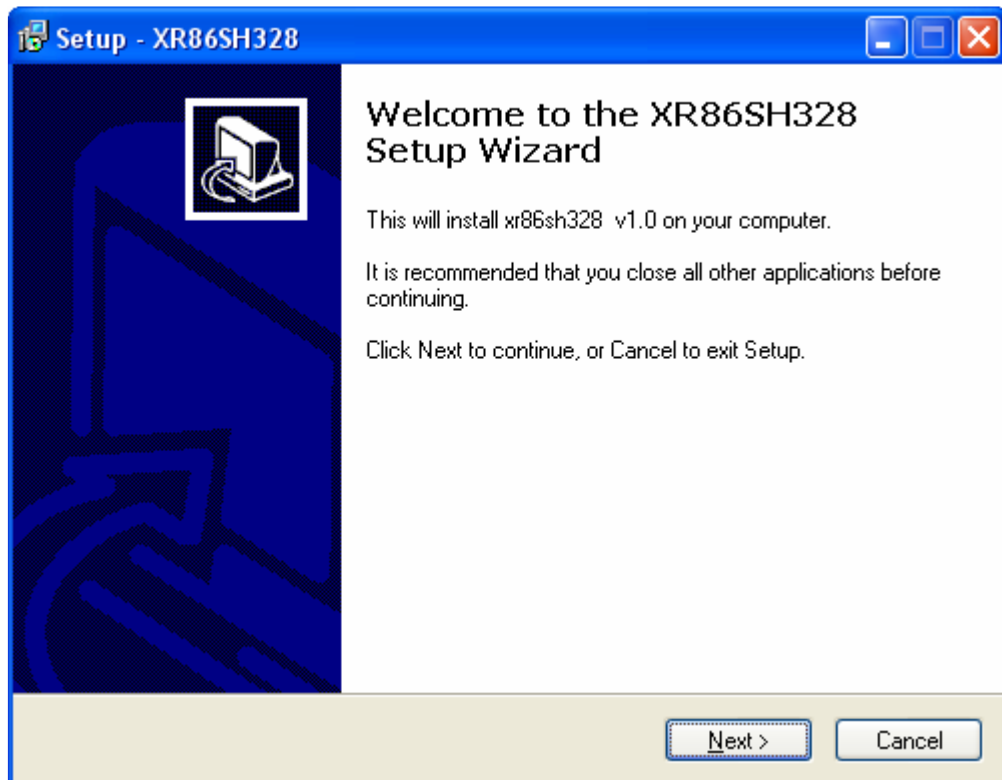 Setup - XR86SH328
Welcome to the XR86SH328
Setup Wizard
This will install xr86sh328  v1.0 on your computer.
It is recommended that you close all other applications before
continuing.
Click Next to continue, or Cancel to exit Setup.
Next >
Cancel